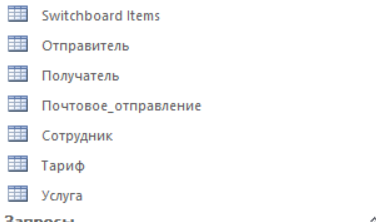 Switchboard Items
Отправитель
Получатель
Почтовое_отправление
Сотрудник
Тариф
Услуга
Запросы